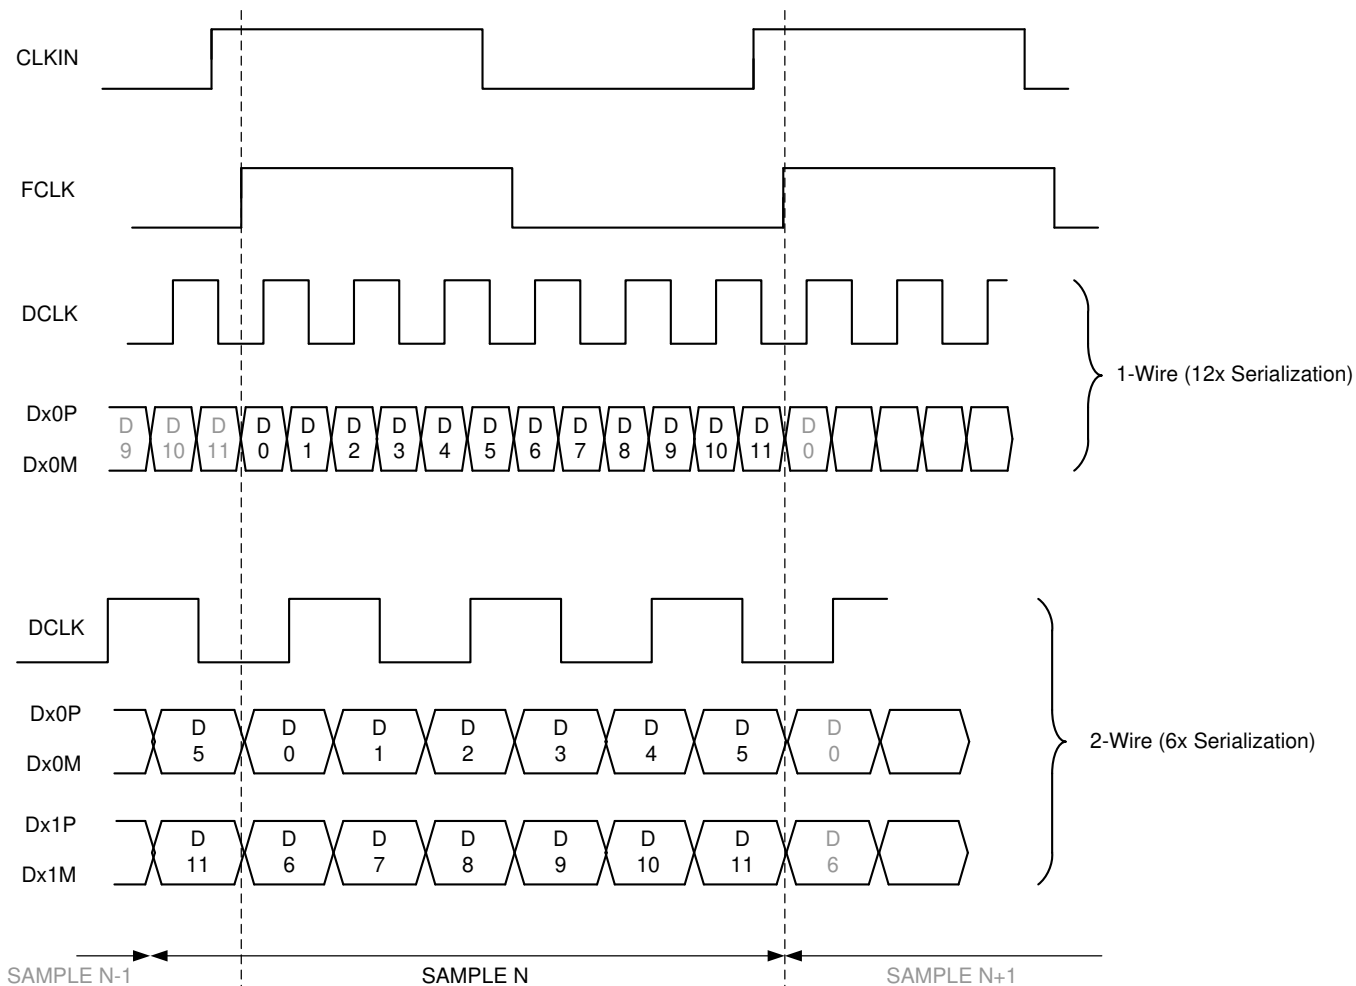 CLKIN
FCLK
DCLK
1-Wire (12x Serialization)
Dx0P
D D D D D D D D D D D D D D D D
9 10 11 0 1 2 3 4 5 6 7 8 9 10 11 0
Dx0M
DCLK
Dx0P
D D D D D D D D
5 0 1 2 3 4 5 0
Dx0M
2-Wire (6x Serialization)
Dx1P
D D D D D D D D
11 6 7 8 9 10 11 6
Dx1M
SAMPLE N-1 SAMPLE N SAMPLE N+1